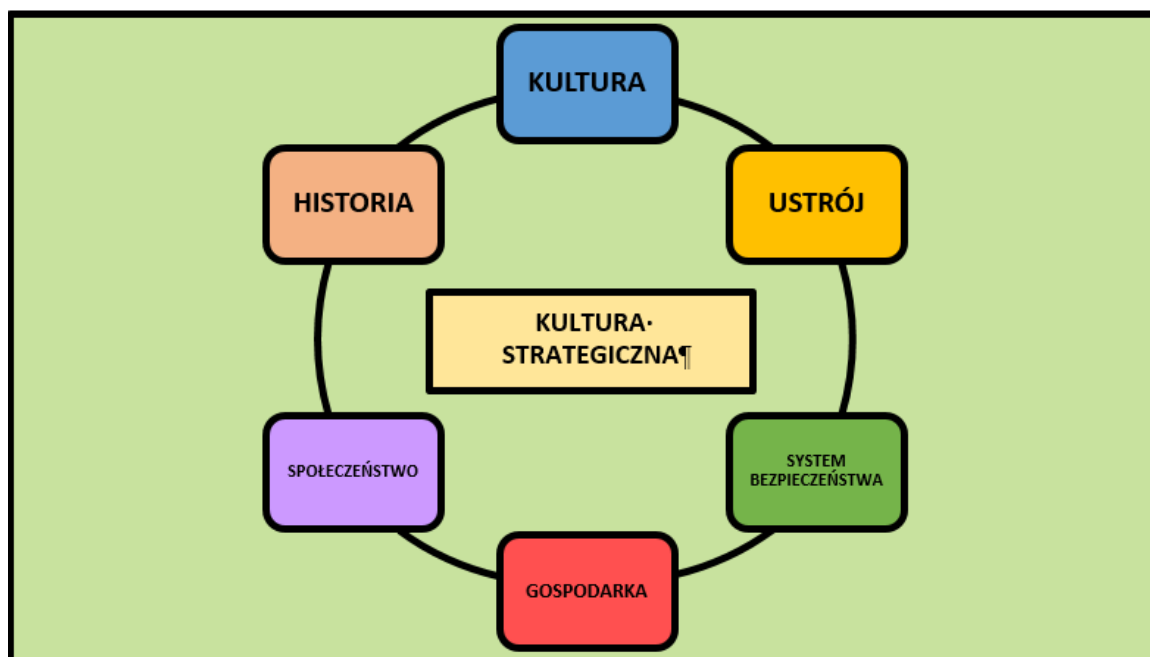 KULTURA
HISTORIA
USTRÓJ
KULTURA·
STRATEGICZNA¶
SPOŁECZEŃSTWO
SYSTEM
BEZPIECZEŃSTWA
GOSPODARKA